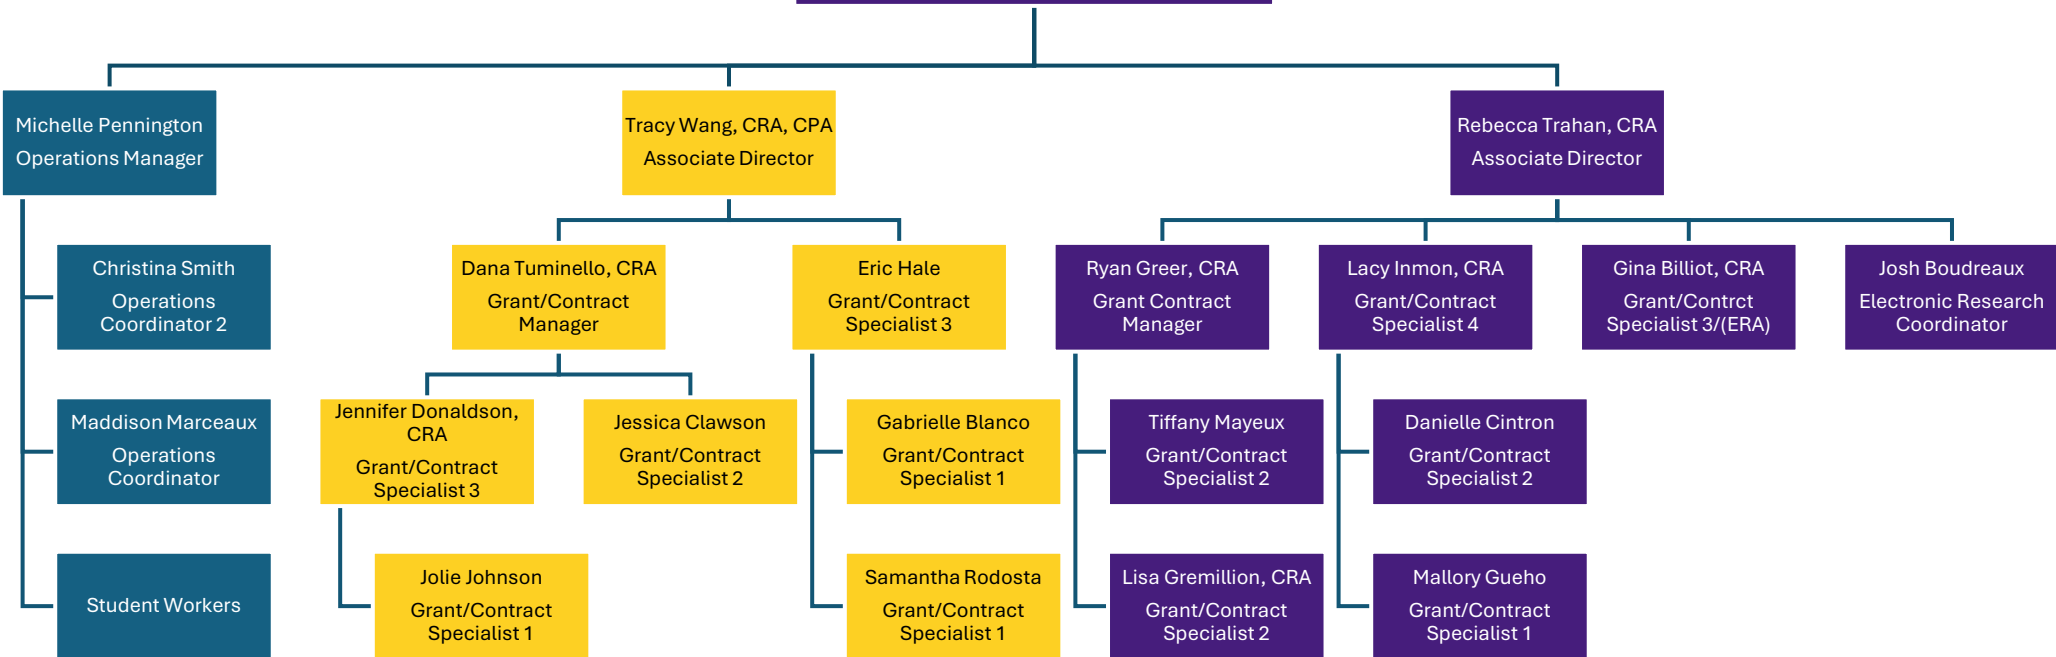 Michelle Pennington
Operations Manager
Tracy Wang, CRA, CPA
Associate Director
Rebecca Trahan, CRA
Associate Director
Christina Smith
Operations
Coordinator 2
Dana Tuminello, CRA
Grant/Contract
Manager
Eric Hale
Grant/Contract
Specialist 3
Ryan Greer, CRA
Grant Contract
Manager
Lacy Inmon, CRA
Grant/Contract
Specialist 4
Gina Billiot, CRA
Grant/Contrct
Specialist 3/(ERA)
Josh Boudreaux
Electronic Research
Coordinator
Maddison Marceaux
Operations
Coordinator
Jennifer Donaldson,
CRA
Grant/Contract
Specialist 3
Jessica Clawson
Grant/Contract
Specialist 2
Gabrielle Blanco
Grant/Contract
Specialist 1
Tiffany Mayeux
Grant/Contract
Specialist 2
Danielle Cintron
Grant/Contract
Specialist 2
Student Workers
Jolie Johnson
Grant/Contract
Specialist 1
Samantha Rodosta
Grant/Contract
Specialist 1
Lisa Gremillion, CRA
Grant/Contract
Specialist 2
Mallory Gueho
Grant/Contract
Specialist 1